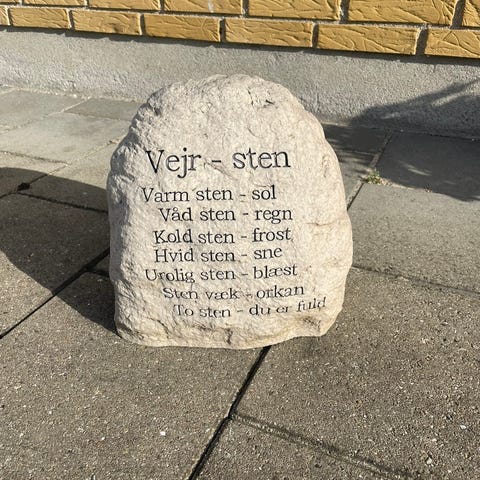 Vejr - sten
Varm sten - sol
Våd sten - regn
Kold sten - frost
Hvid sten - sne
Urolig sten - blæst
Sten væk - orkan
To sten - du er fuld